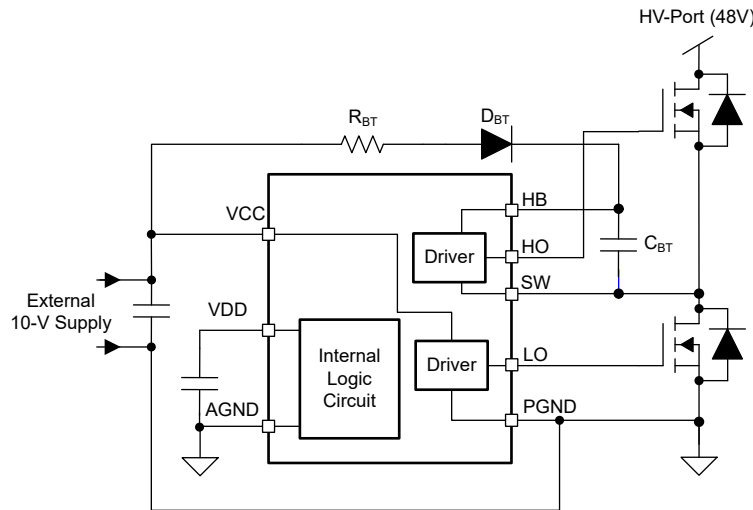 HV-Port (48V)
R_BT
D_BT
HB
VCC
Driver
HO
C_BT
SW
External
10-V Supply
VDD
Internal
Logic
Circuit
Driver
LO
AGND
PGND